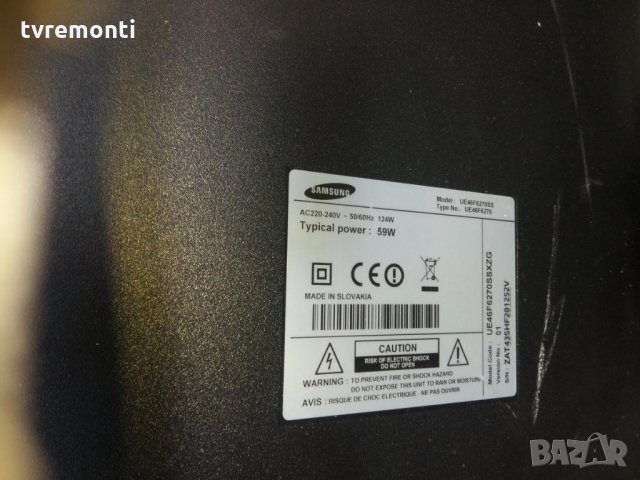 tvremonti
SAMSUNG
Model : UE46F6270SS
Type No.: UE46F6270
AC220-240V ~ 50/60Hz 124W
Typical power : 59W
CE
MADE IN SLOVAKIA
CAUTION
RISK OF ELECTRIC SHOCK
DO NOT OPEN
WARNING : TO PREVENT FIRE OR SHOCK HAZARD
DO NOT EXPOSE THIS UNIT TO RAIN OR MOISTURE
AVIS : RISQUE DE CHOC ELECTRIQUE - NE PAS OUVRIR
Model Code : UE46F6270SSXZG
Version No : 01
S/N : ZAT435HF201252V
BAZAR